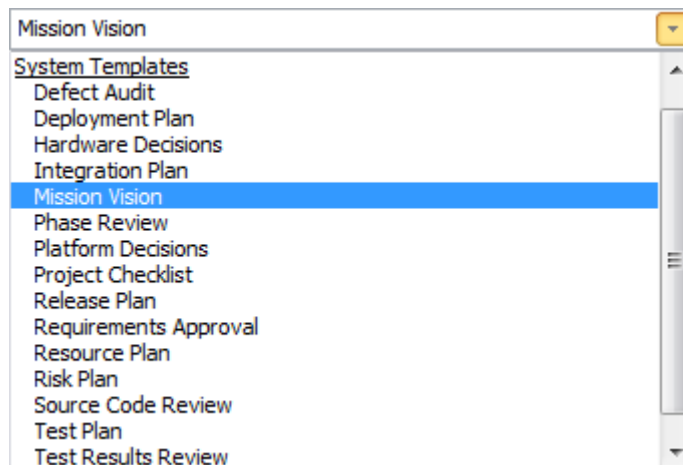 Mission Vision
System Templates
Defect Audit
Deployment Plan
Hardware Decisions
Integration Plan
Mission Vision
Phase Review
Platform Decisions
Project Checklist
Release Plan
Requirements Approval
Resource Plan
Risk Plan
Source Code Review
Test Plan
Test Results Review